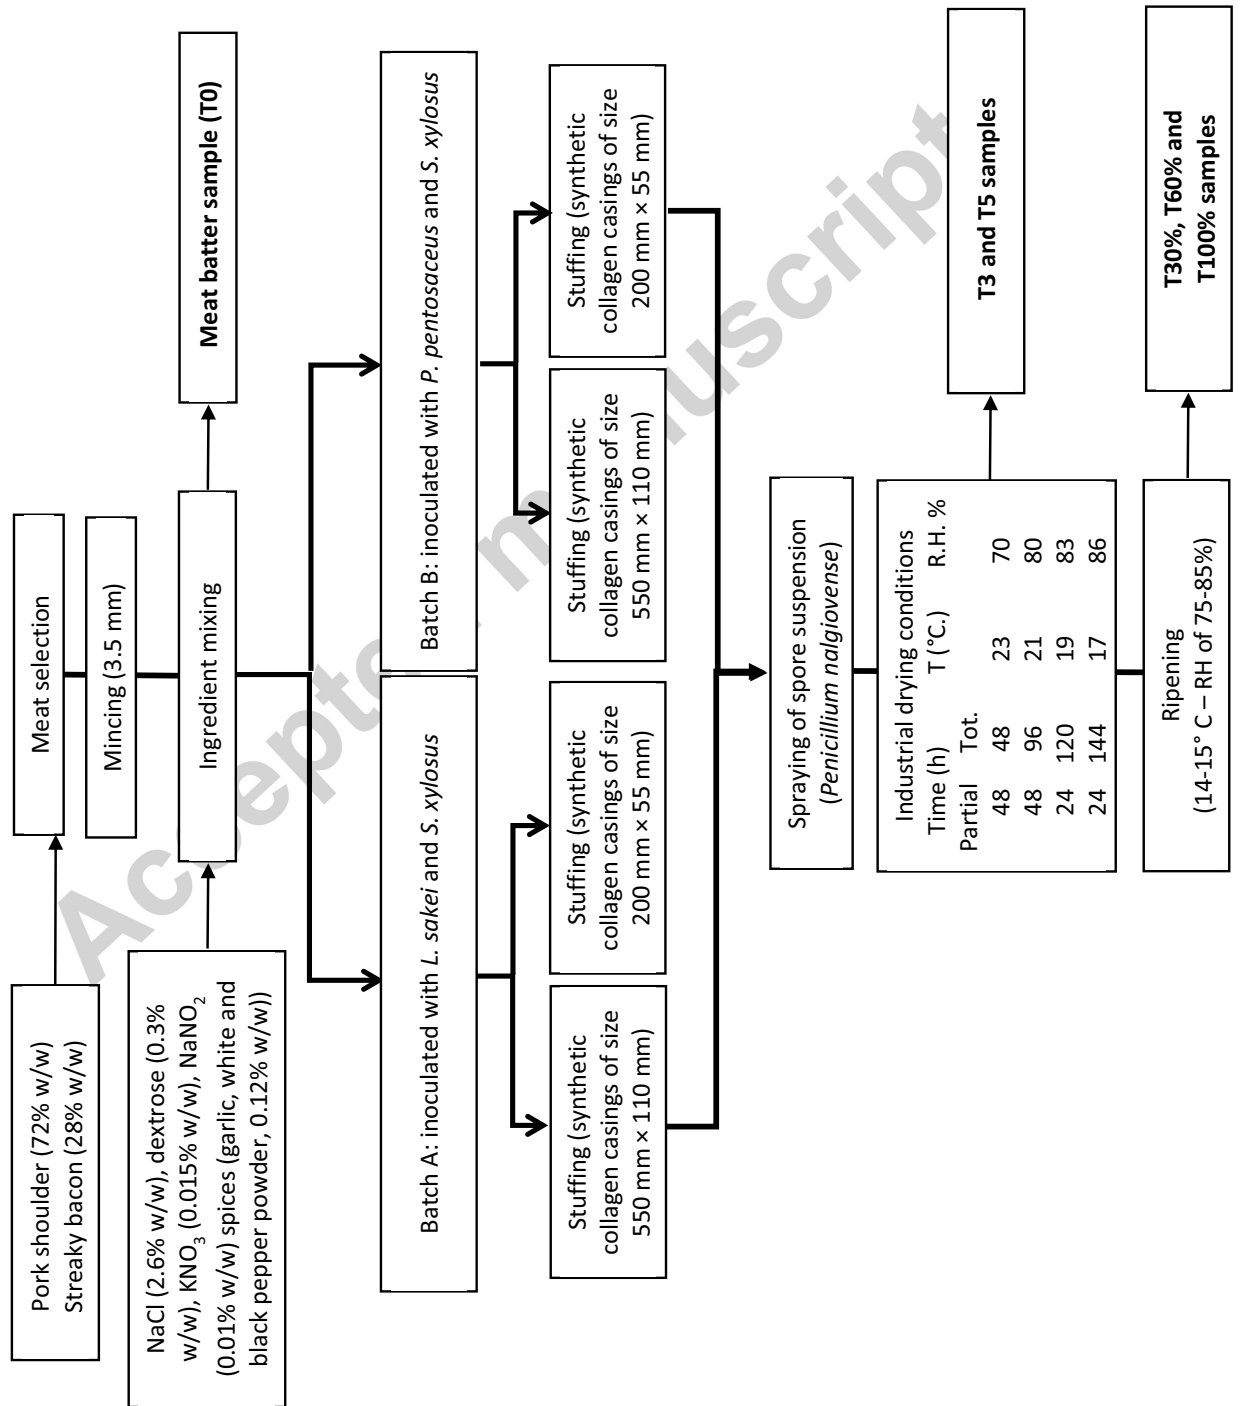 Pork shoulder (72% w/w)
Streaky bacon (28% w/w)
Meat selection
Mincing (3.5 mm)
NaCl (2.6% w/w), dextrose (0.3%
w/w), KNO3 (0.015% w/w), NaNO2
(0.01% w/w) spices (garlic, white and
black pepper powder, 0.12% w/w))
Ingredient mixing
Meat batter sample (T0)
Batch A: inoculated with L. sakei and S. xylosus
Batch B: inoculated with P. pentosaceus and S. xylosus
Stuffing (synthetic
collagen casings of size
550 mm × 110 mm)
Stuffing (synthetic
collagen casings of size
200 mm × 55 mm)
Stuffing (synthetic
collagen casings of size
550 mm × 110 mm)
Stuffing (synthetic
collagen casings of size
200 mm × 55 mm)
Spraying of spore suspension
(Penicillium nalgiovense)
Industrial drying conditions
Time (h) T (°C.) R.H. %
Partial Tot.
48 48 23 70
48 96 21 80
24 120 19 83
24 144 17 86
T3 and T5 samples
Ripening
(14-15° C – RH of 75-85%)
T30%, T60% and
T100% samples
Accepted manuscript